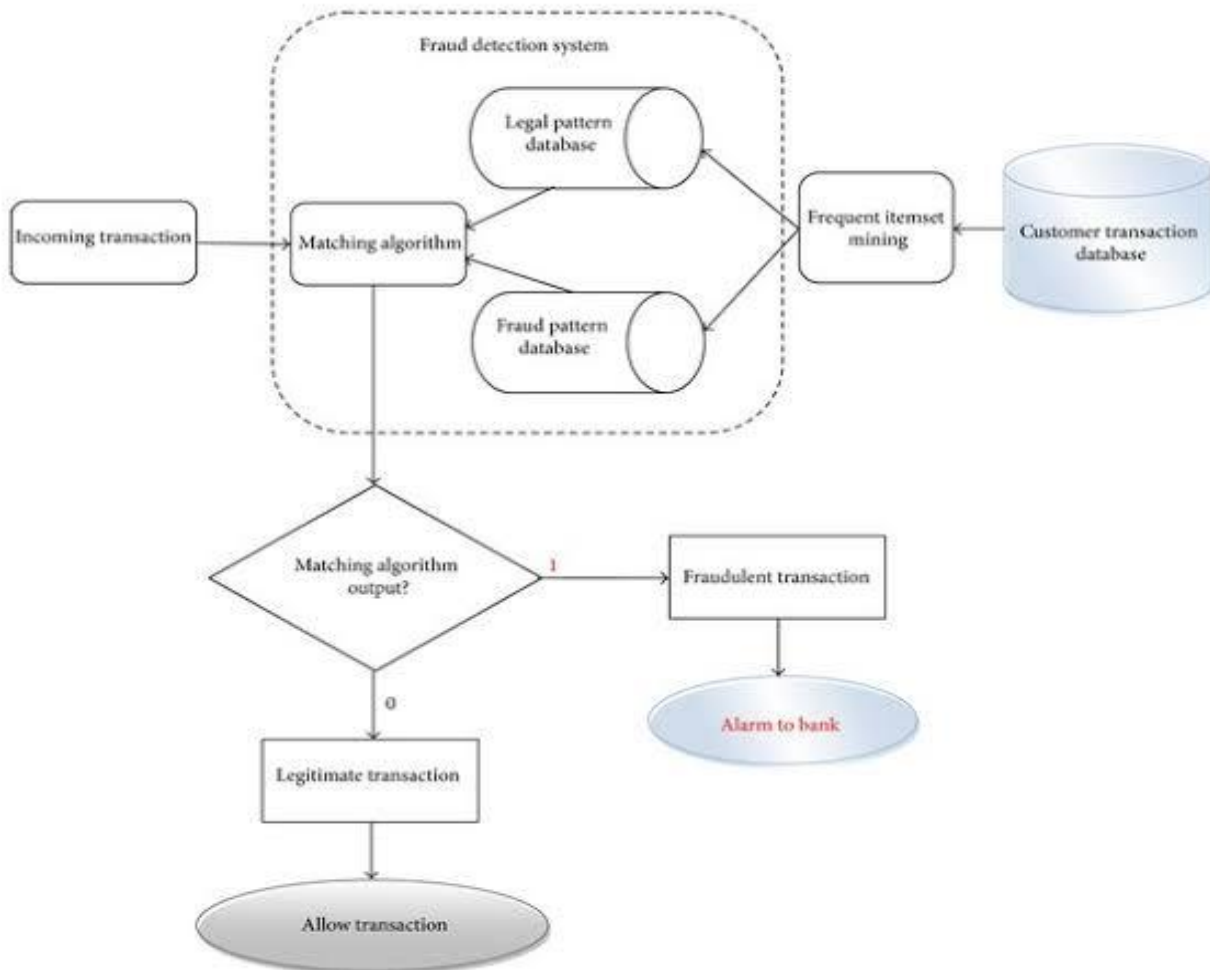 Fraud detection system
Legal pattern
database
Incoming transaction
Matching algorithm
Frequent itemset
mining
Customer transaction
database
Fraud pattern
database
Matching algorithm
output?
1
Fraudulent transaction
0
Alarm to bank
Legitimate transaction
Allow transaction